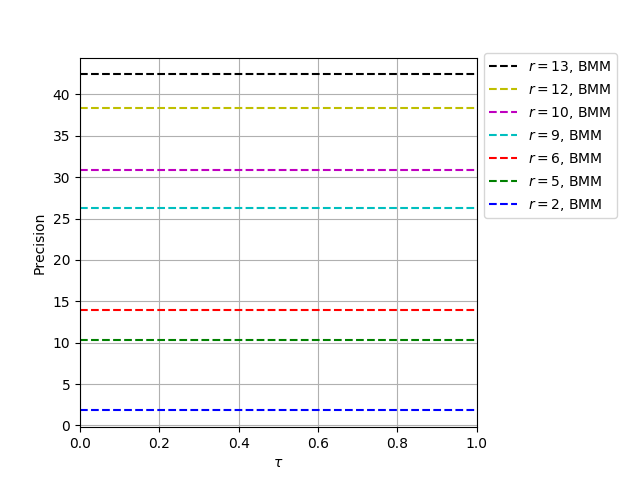 r = 13, BMM
r = 12, BMM
r = 10, BMM
r = 9, BMM
r = 6, BMM
r = 5, BMM
r = 2, BMM
40
35
30
25
20
15
10
5
0
Precision
0.0 0.2 0.4 0.6 0.8 1.0
τ